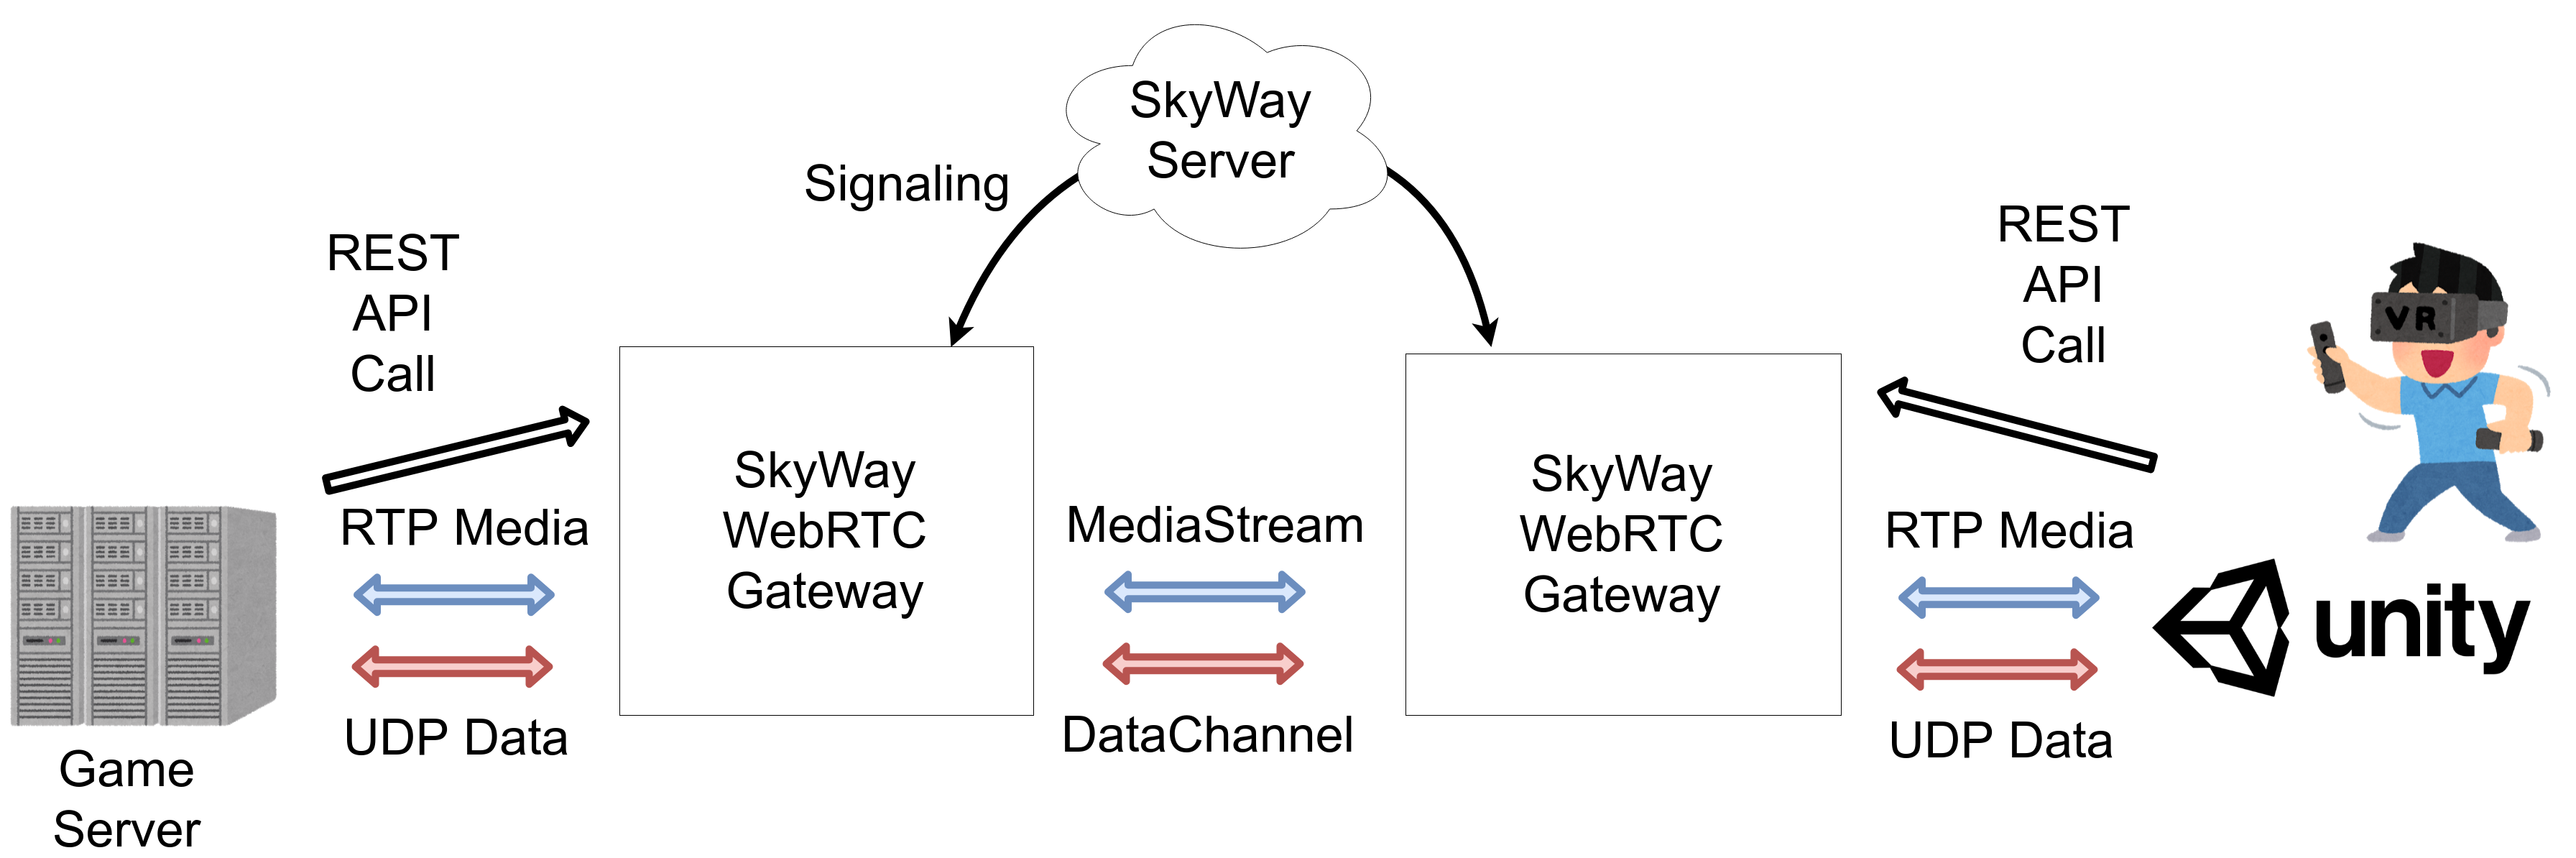 SkyWay
Server
Signaling
REST
API
Call
REST
API
Call
VR
SkyWay
WebRTC
Gateway
SkyWay
WebRTC
Gateway
RTP Media
MediaStream
RTP Media
unity
UDP Data
DataChannel
UDP Data
Game
Server